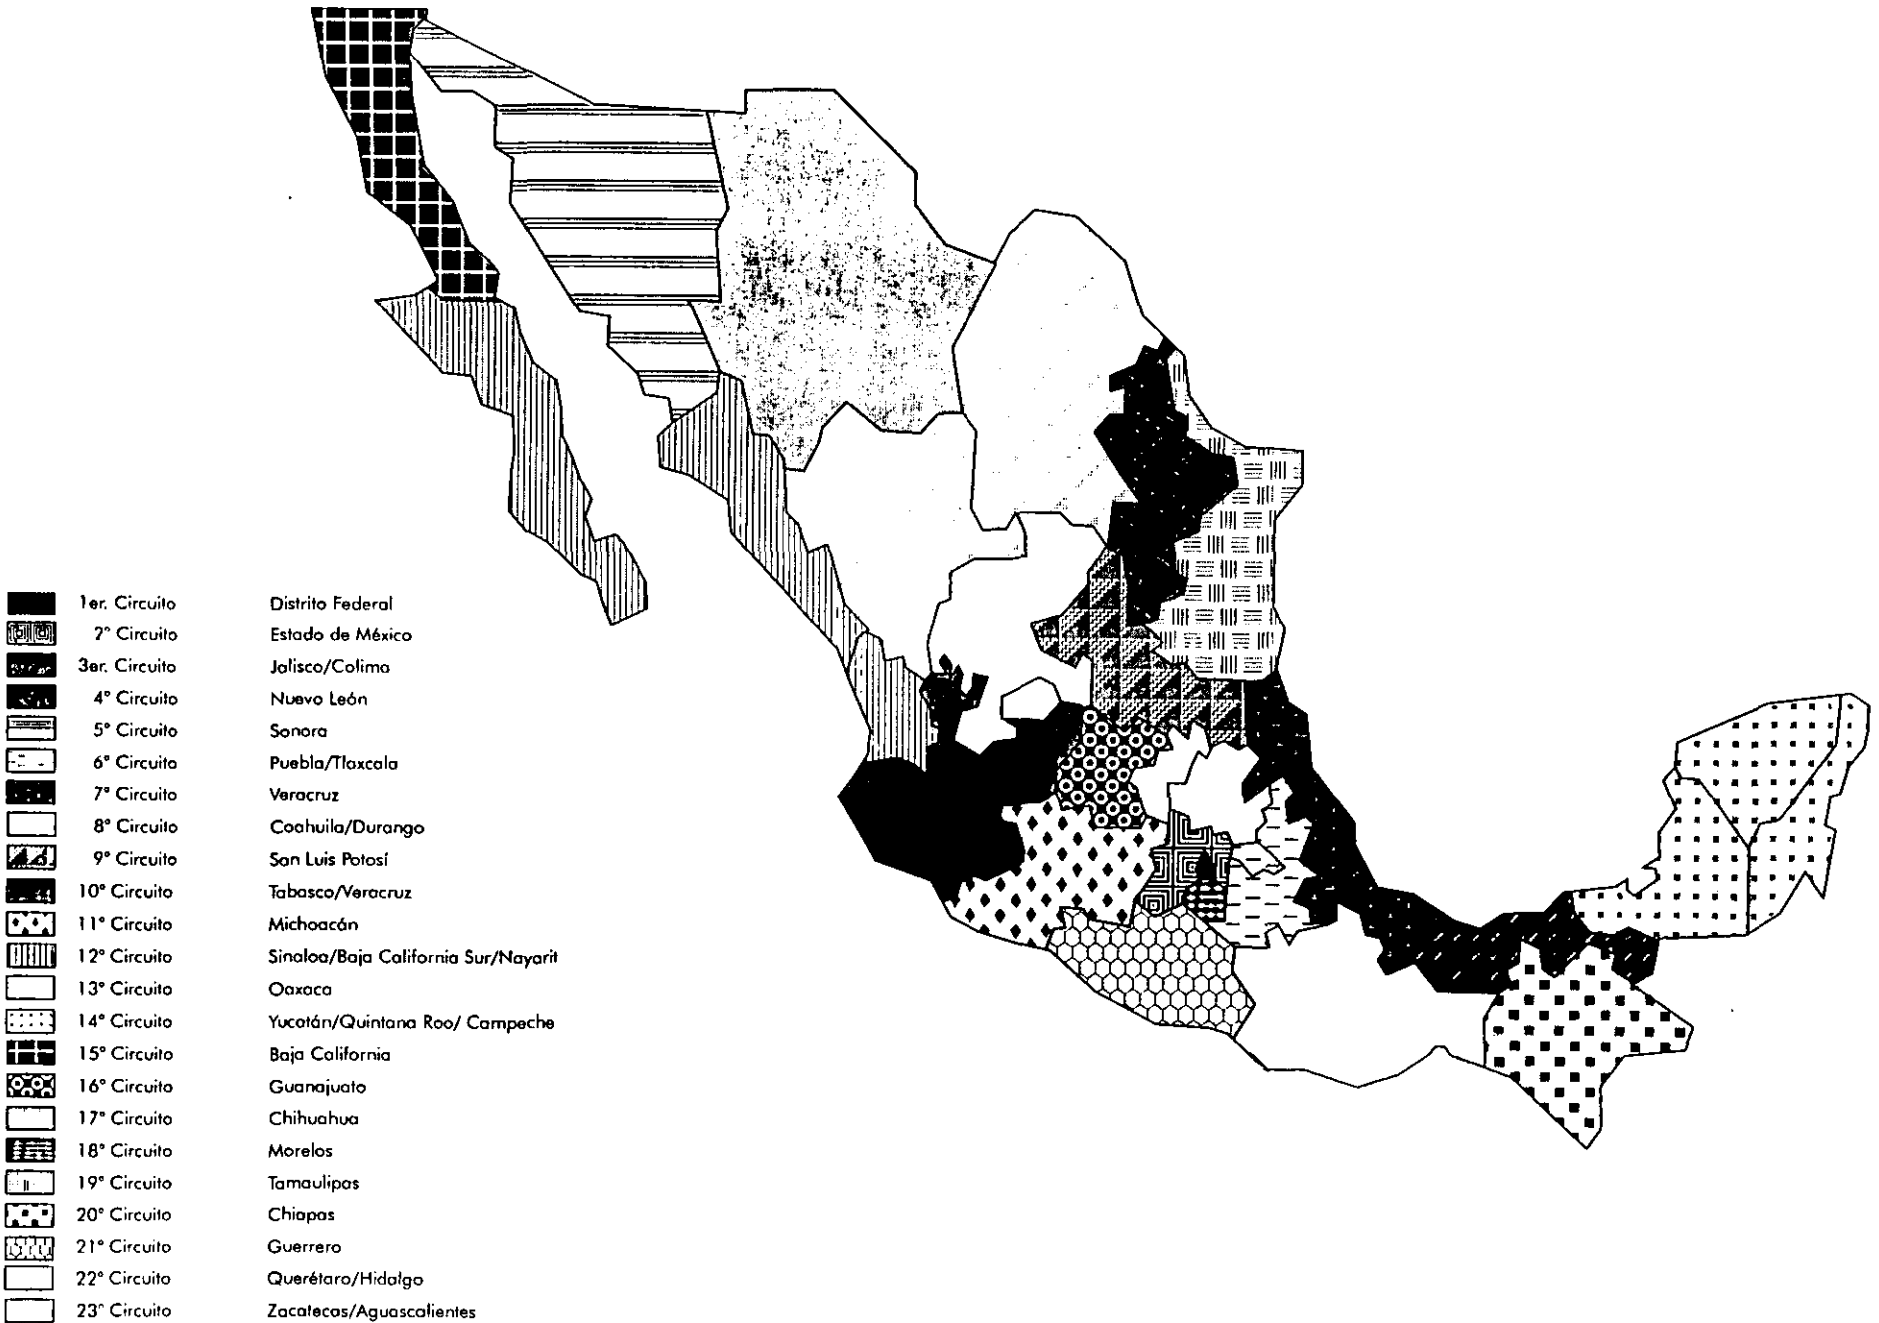 1er. Circuito Distrito Federal
2° Circuito Estado de México
3er. Circuito Jalisco/Colima
4° Circuito Nuevo León
5° Circuito Sonora
6° Circuito Puebla/Tlaxcala
7° Circuito Veracruz
8° Circuito Coahuila/Durango
9° Circuito San Luis Potosí
10° Circuito Tabasco/Veracruz
11° Circuito Michoacán
12° Circuito Sinaloa/Baja California Sur/Nayarit
13° Circuito Oaxaca
14° Circuito Yucatán/Quintana Roo/ Campeche
15° Circuito Baja California
16° Circuito Guanajuato
17° Circuito Chihuahua
18° Circuito Morelos
19° Circuito Tamaulipas
20° Circuito Chiapas
21° Circuito Guerrero
22° Circuito Querétaro/Hidalgo
23° Circuito Zacatecas/Aguascalientes